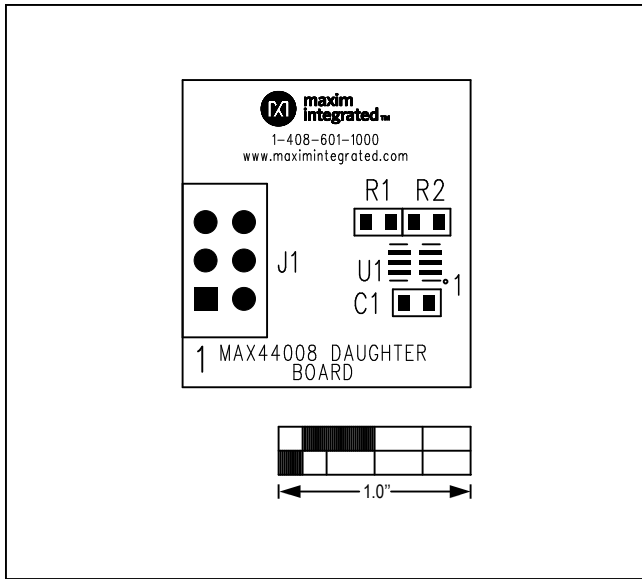 maxim
integrated™
1-408-601-1000
www.maximintegrated.com
R1 R2
J1
U1
1
C1
1 MAX44008 DAUGHTER
BOARD
1.0"